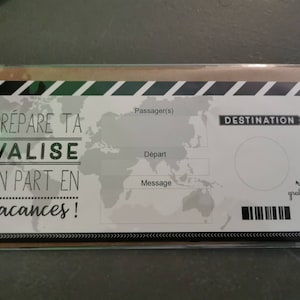 RÉPARE TA
VALISE
N PART EN
acances !
Passager(s)
Départ
Message
DESTINATION